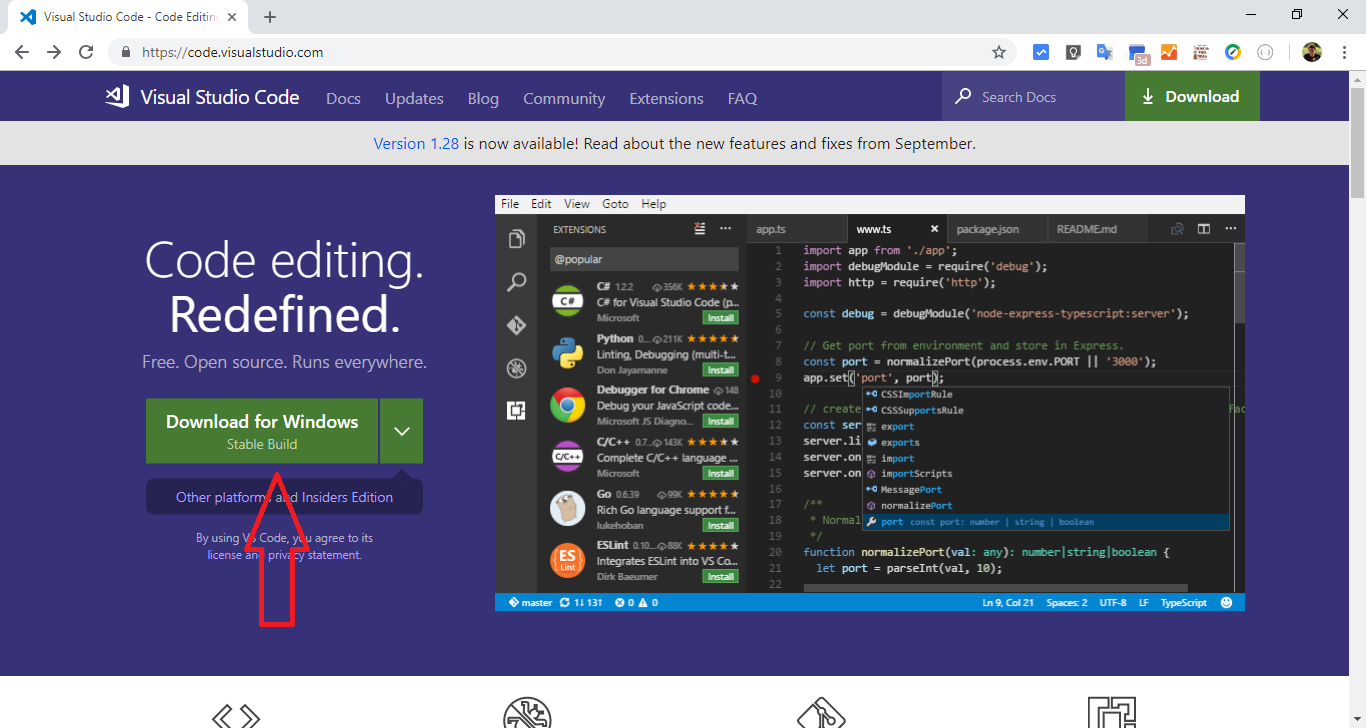 Visual Studio Code - Code Editin
https://code.visualstudio.com
3d
Visual Studio Code Docs Updates Blog Community Extensions FAQ Search Docs Download
Version 1.28 is now available! Read about the new features and fixes from September.
Code editing.
Redefined.
Free. Open source. Runs everywhere.
Download for Windows
Stable Build
Other platforms and Insiders Edition
By using VS Code, you agree to its
license and privacy statement.
File Edit View Goto Help
EXTENSIONS
@popular
C# 1.2.2 356K
C# for Visual Studio Code (p...
Microsoft Install
Python 0.... 211K
Linting, Debugging (multi-t...
Don Jayamanne Install
Debugger for Chrome 148
Debug your JavaScript code...
Microsoft JS Diagno... Install
C/C++ 0.7... 143K
Complete C/C++ language ...
Microsoft Install
Go 0.6.39 99K
Rich Go language support f...
lukehoban Install
ESLint 0.10... 88K
Integrates ESLint into VS Co...
Dirk Baeumer Install
app.ts www.ts package.json README.md
1 import app from './app';
2 import debugModule = require('debug');
3 import http = require('http');
4
5 const debug = debugModule('node-express-typescript:server');
6
7 // Get port from environment and store in Express.
8 const port = normalizePort(process.env.PORT || '3000');
9 app.set('port', port);
10
11 // create
12 const ser
13 server.li
14 server.on
15 server.on
16
17 /**
18 * Normal
19 */
20 function normalizePort(val: any): number|string|boolean {
21 let port = parseInt(val, 10);
22
CSSImportRule
CSSSupportsRule
export
exports
import
importScripts
MessagePort
normalizePort
port const port: number | string | boolean
master 1↓ 13↑ 0 0 Ln 9, Col 21 Spaces: 2 UTF-8 LF TypeScript